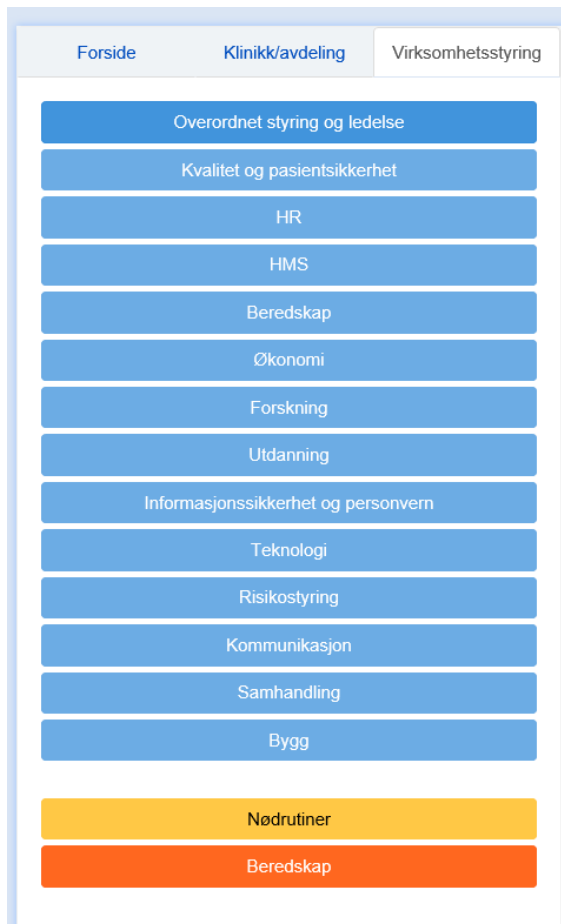 Forside
Klinikk/avdeling
Virksomhetsstyring
Overordnet styring og ledelse
Kvalitet og pasientsikkerhet
HR
HMS
Beredskap
Økonomi
Forskning
Utdanning
Informasjonssikkerhet og personvern
Teknologi
Risikostyring
Kommunikasjon
Samhandling
Bygg
Nødrutiner
Beredskap